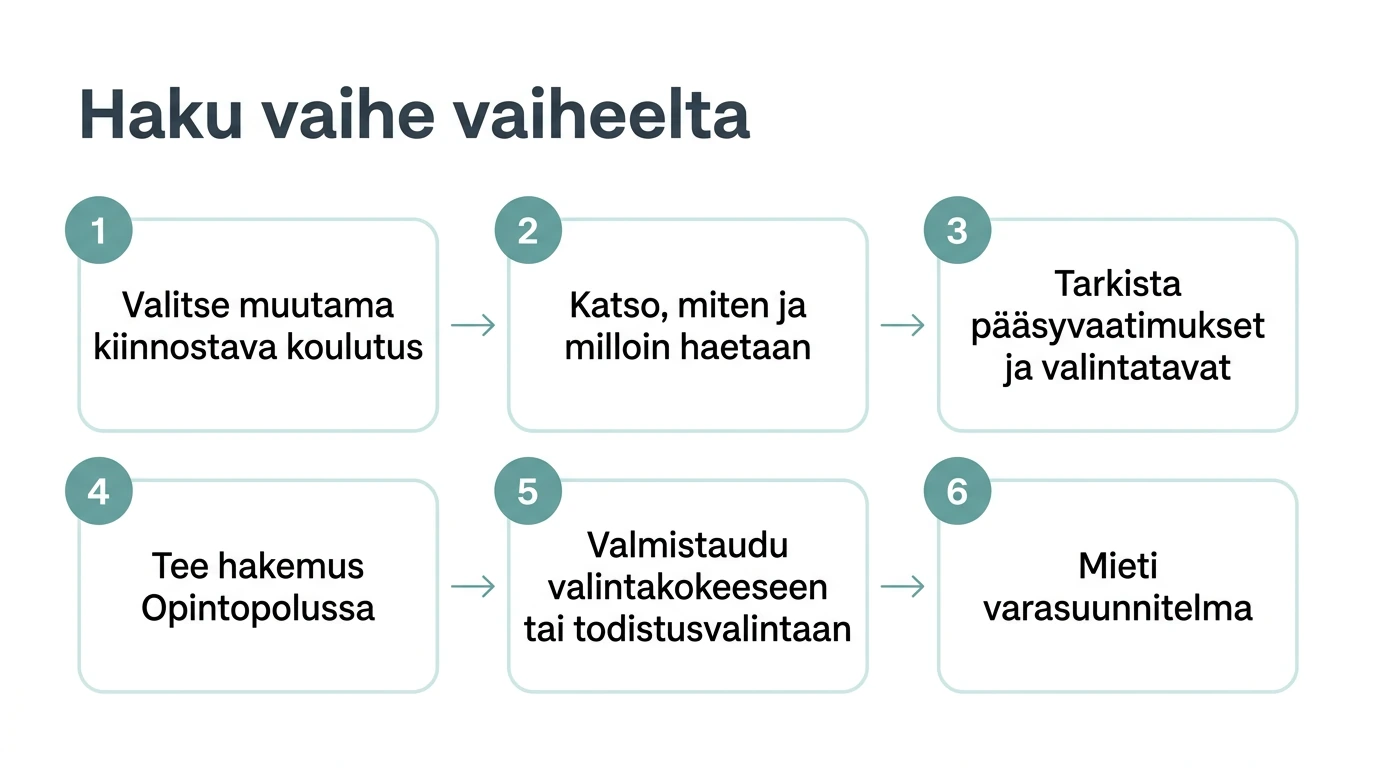 Haku vaihe vaiheelta
1
Valitse muutama
kiinnostava koulutus
2
Katso, miten ja
milloin haetaan
3
Tarkista
pääsyvaatimukset
ja valintatavat
4
Tee hakemus
Opintopolussa
5
Valmistaudu
valintakokeeseen
tai todistusvalintaan
6
Mieti
varasuunnitelma